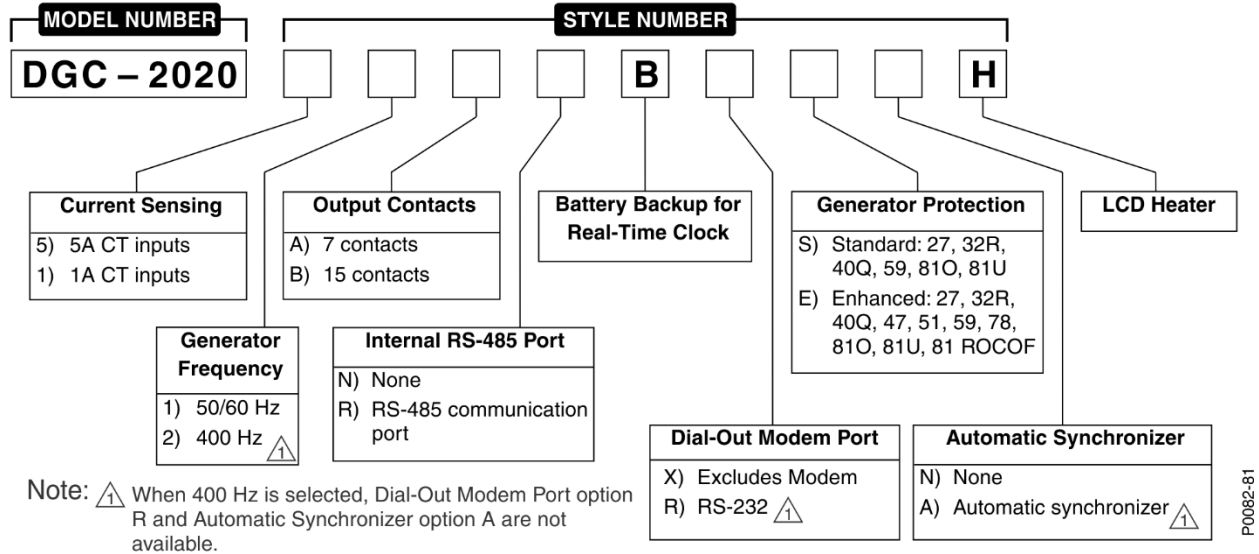 MODEL NUMBER
STYLE NUMBER
DGC – 2020
B
H
Current Sensing
5) 5A CT inputs
1) 1A CT inputs
Output Contacts
A) 7 contacts
B) 15 contacts
Battery Backup for
Real-Time Clock
Generator Protection
S) Standard: 27, 32R,
40Q, 59, 81O, 81U
E) Enhanced: 27, 32R,
40Q, 47, 51, 59, 78,
81O, 81U, 81 ROCOF
LCD Heater
Generator
Frequency
1) 50/60 Hz
2) 400 Hz 1
Internal RS-485 Port
N) None
R) RS-485 communication
port
Dial-Out Modem Port
X) Excludes Modem
R) RS-232 1
Automatic Synchronizer
N) None
A) Automatic synchronizer 1
Note: 1 When 400 Hz is selected, Dial-Out Modem Port option
R and Automatic Synchronizer option A are not
available.
P0082-81